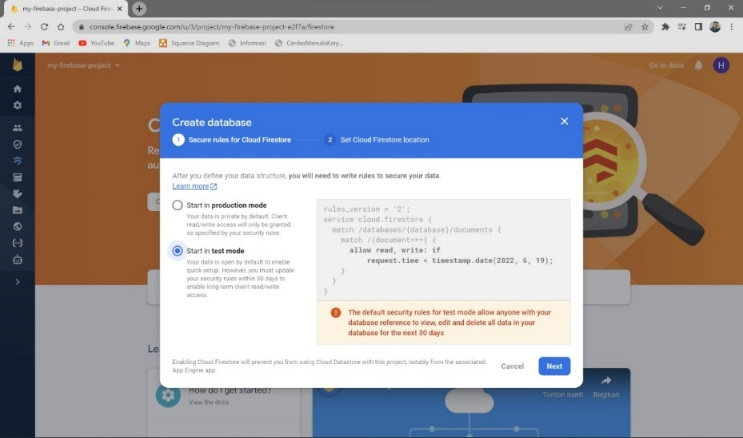 my-firebase-project - Cloud Fire
console.firebase.google.com/u/3/project/my-firebase-project-e2f7a/firestore
Apps Gmail YouTube Maps Squance Diagram Informasi CerdasMenulisKary...
my-firebase-project
Go to docs
H
Create database
1 Secure rules for Cloud Firestore
2 Set Cloud Firestore location
After you define your data structure, you will need to write rules to secure your data.
Learn more
Start in production mode
Your data is private by default. Client
read/write access will only be granted
as specified by your security rules.
Start in test mode
Your data is open by default to enable
quick setup. However, you must update
your security rules within 30 days to
enable long-term client read/write
access.
rules_version = '2';
service cloud.firestore {
match /databases/{database}/documents {
match /{document=**} {
allow read, write: if
request.time < timestamp.date(2022, 6, 19);
}
}
}
! The default security rules for test mode allow anyone with your
database reference to view, edit and delete all data in your
database for the next 30 days
Enabling Cloud Firestore will prevent you from using Cloud Datastore with this project, notably from the associated
App Engine app
Cancel
Next
Le
How do I get started?
View the docs
Tonton nanti
Bagikan